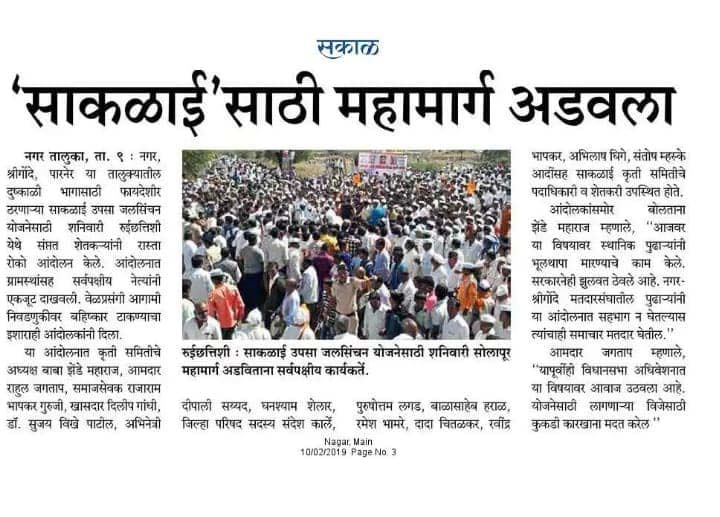 सकाळ
'साकळाई'साठी महामार्ग अडवला
नगर तालुका, ता. ९ : नगर,
श्रीगोंदे, पारनेर या तालुक्यातील
दुष्काळी भागासाठी फायदेशीर
ठरणाऱ्या साकळाई उपसा जलसिंचन
योजनेसाठी शनिवारी रुईछत्तिशी
येथे संतप्त शेतकऱ्यांनी रास्ता
रोको आंदोलन केले. आंदोलनात
ग्रामस्थांसह सर्वपक्षीय नेत्यांनी
एकजूट दाखवली. वेळप्रसंगी आगामी
निवडणुकीवर बहिष्कार टाकण्याचा
इशाराही आंदोलकांनी दिला.
या आंदोलनात कृती समितीचे
अध्यक्ष बाबा झेंडे महाराज, आमदार
राहुल जगताप, समाजसेवक राजाराम
भापकर गुरुजी, खासदार दिलीप गांधी,
डॉ. सुजय विखे पाटील, अभिनेत्री
रुईछत्तिशी : साकळाई उपसा जलसिंचन योजनेसाठी शनिवारी सोलापूर
महामार्ग अडविताना सर्वपक्षीय कार्यकर्ते.
दीपाली सय्यद, घनश्याम शेलार,
जिल्हा परिषद सदस्य संदेश कार्ले,
पुरुषोत्तम लगड, बाळासाहेब हराळ,
रमेश भामरे, दादा चितळकर, रवींद्र
भापकर, अभिलाष घिगे, संतोष म्हस्के
आदींसह साकळाई कृती समितीचे
पदाधिकारी व शेतकरी उपस्थित होते.
आंदोलकांसमोर बोलताना
झेंडे महाराज म्हणाले, ''आजवर
या विषयावर स्थानिक पुढाऱ्यांनी
भूलथापा मारण्याचे काम केले.
सरकारनेही झुलवत ठेवले आहे. नगर-
श्रीगोंदे मतदारसंघातील पुढाऱ्यांनी
या आंदोलनात सहभाग न घेतल्यास
त्यांचाही समाचार मतदार घेतील.''
आमदार जगताप म्हणाले,
''यापूर्वीही विधानसभा अधिवेशनात
या विषयावर आवाज उठवला आहे.
योजनेसाठी लागणाऱ्या विजेसाठी
कुकडी कारखाना मदत करेल ''
Nagar, Main
10/02/2019 Page No. 3